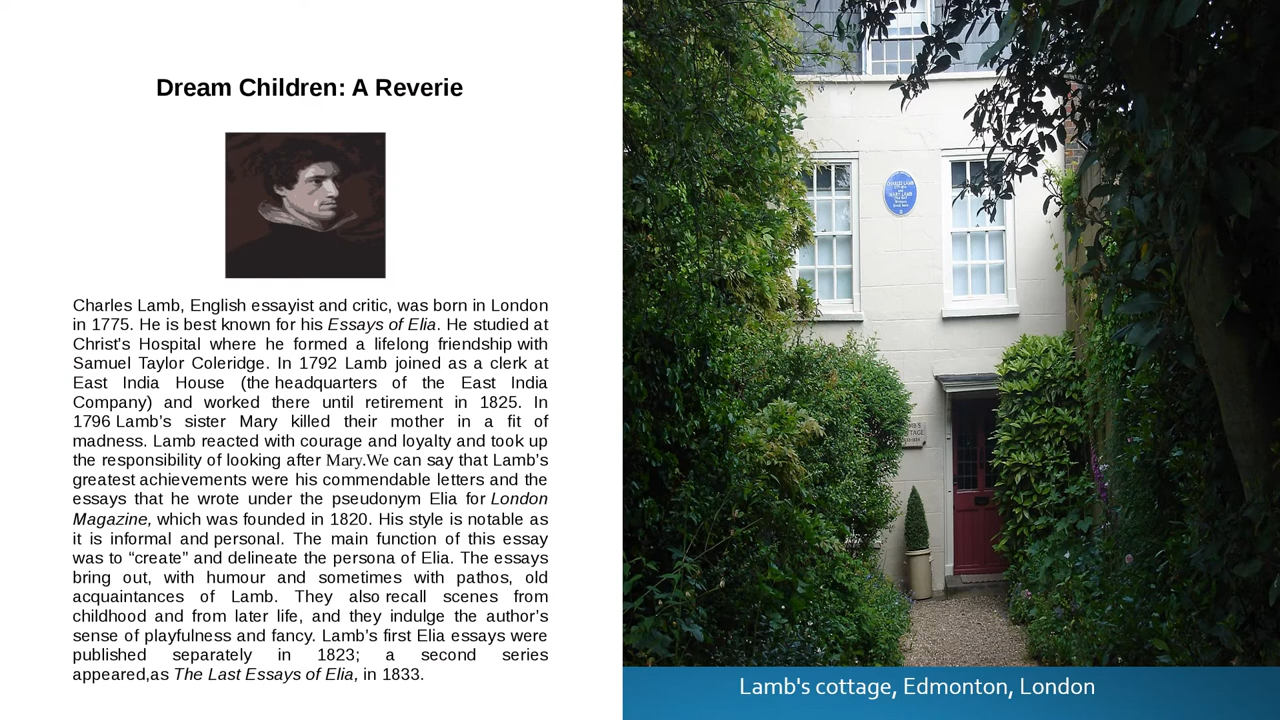 Dream Children: A Reverie
Charles Lamb, English essayist and critic, was born in London
in 1775. He is best known for his Essays of Elia. He studied at
Christ's Hospital where he formed a lifelong friendship with
Samuel Taylor Coleridge. In 1792 Lamb joined as a clerk at
East India House (the headquarters of the East India
Company) and worked there until retirement in 1825. In
1796 Lamb's sister Mary killed their mother in a fit of
madness. Lamb reacted with courage and loyalty and took up
the responsibility of looking after Mary.We can say that Lamb's
greatest achievements were his commendable letters and the
essays that he wrote under the pseudonym Elia for London
Magazine, which was founded in 1820. His style is notable as
it is informal and personal. The main function of this essay
was to “create” and delineate the persona of Elia. The essays
bring out, with humour and sometimes with pathos, old
acquaintances of Lamb. They also recall scenes from
childhood and from later life, and they indulge the author's
sense of playfulness and fancy. Lamb's first Elia essays were
published separately in 1823; a second series
appeared,as The Last Essays of Elia, in 1833.
CHARLES LAMB
MARY LAMB
Lamb's cottage, Edmonton, London